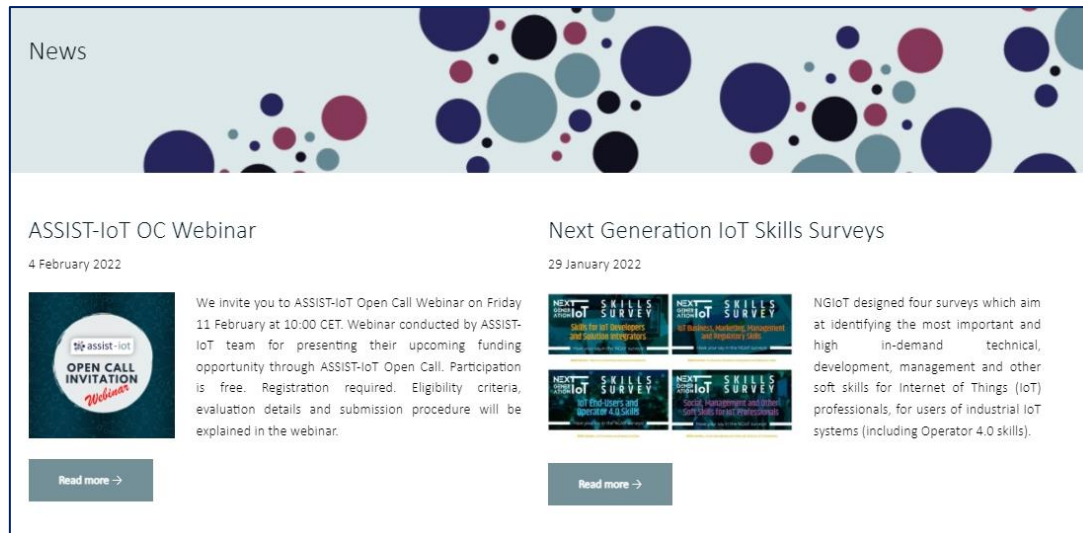 News
ASSIST-IoT OC Webinar
4 February 2022
assist-iot
OPEN CALL
INVITATION
Webinar
We invite you to ASSIST-IoT Open Call Webinar on Friday
11 February at 10:00 CET. Webinar conducted by ASSIST-
IoT team for presenting their upcoming funding
opportunity through ASSIST-IoT Open Call. Participation
is free. Registration required. Eligibility criteria,
evaluation details and submission procedure will be
explained in the webinar.
Read more →
Next Generation IoT Skills Surveys
29 January 2022
NEXT GENERATION IoT SKILLS SURVEY
Skills for IoT Developers
and Solution Integrators
NEXT GENERATION IoT SKILLS SURVEY
IoT Business, Marketing, Management
and Regulatory Skills
NEXT GENERATION IoT SKILLS SURVEY
IoT End-Users and
Operator 4.0 Skills
NEXT GENERATION IoT SKILLS SURVEY
Social, Management and Other
Soft Skills for IoT Professionals
NGIoT designed four surveys which aim
at identifying the most important and
high in-demand technical,
development, management and other
soft skills for Internet of Things (IoT)
professionals, for users of industrial IoT
systems (including Operator 4.0 skills).
Read more →